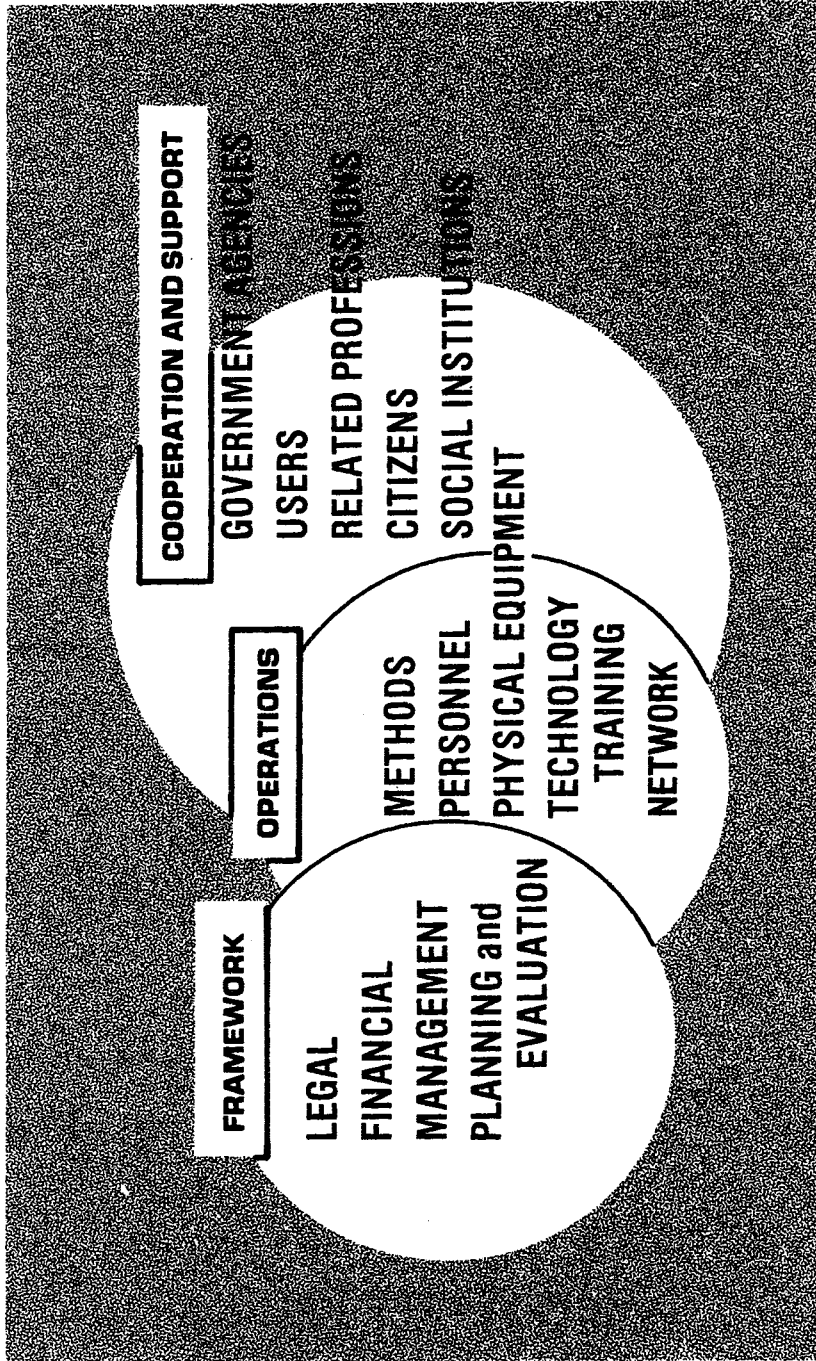 FRAMEWORK
LEGAL
FINANCIAL
MANAGEMENT
PLANNING and
EVALUATION
OPERATIONS
METHODS
PERSONNEL
PHYSICAL EQUIPMENT
TECHNOLOGY
TRAINING
NETWORK
COOPERATION AND SUPPORT
GOVERNMENT AGENCIES
USERS
RELATED PROFESSIONS
CITIZENS
SOCIAL INSTITUTIONS